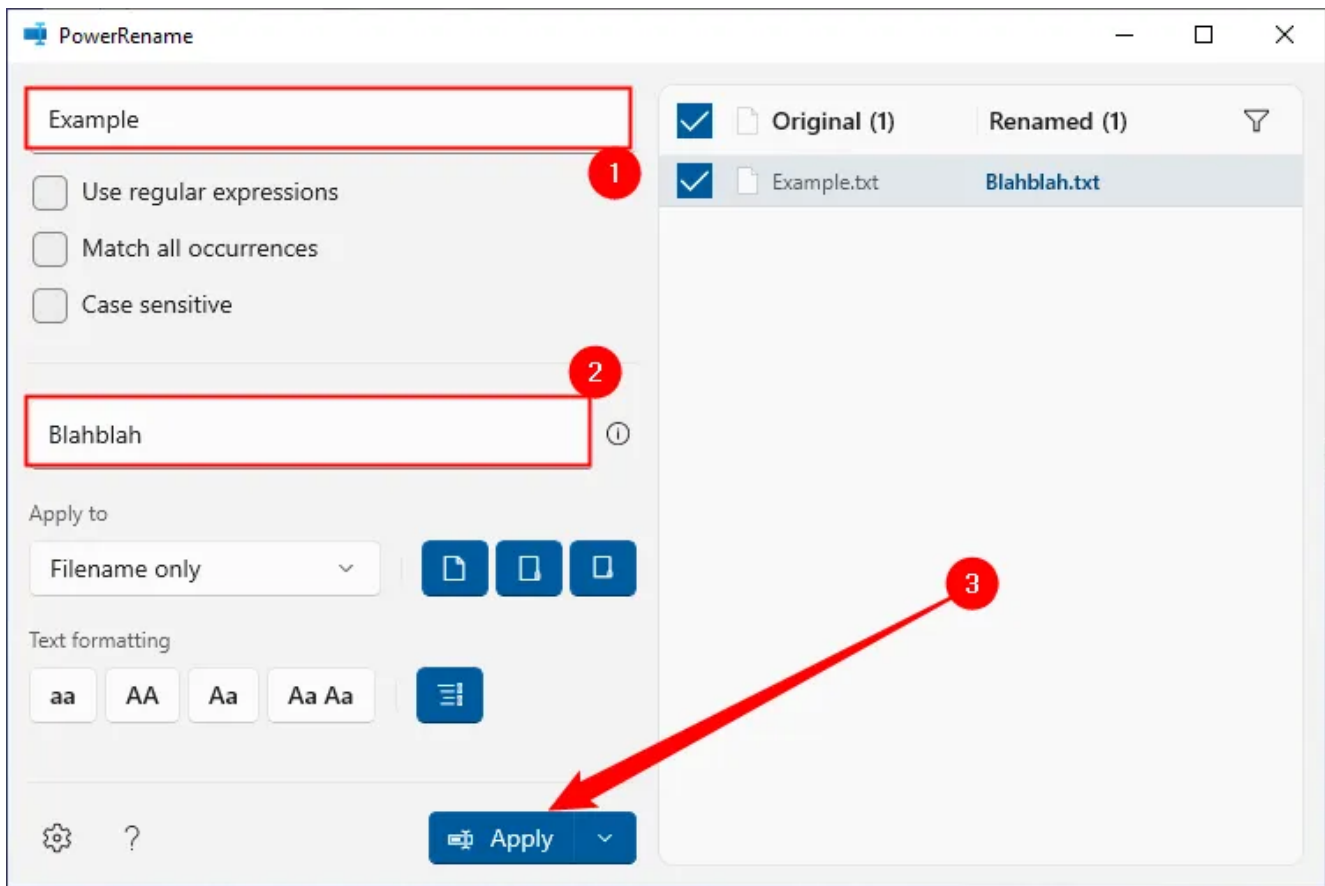 PowerRename
Example
1
Use regular expressions
Match all occurrences
Case sensitive
2
Blahblah
Apply to
Filename only
Text formatting
aa AA Aa Aa Aa
?
Apply
Original (1) Renamed (1)
Example.txt Blahblah.txt
3